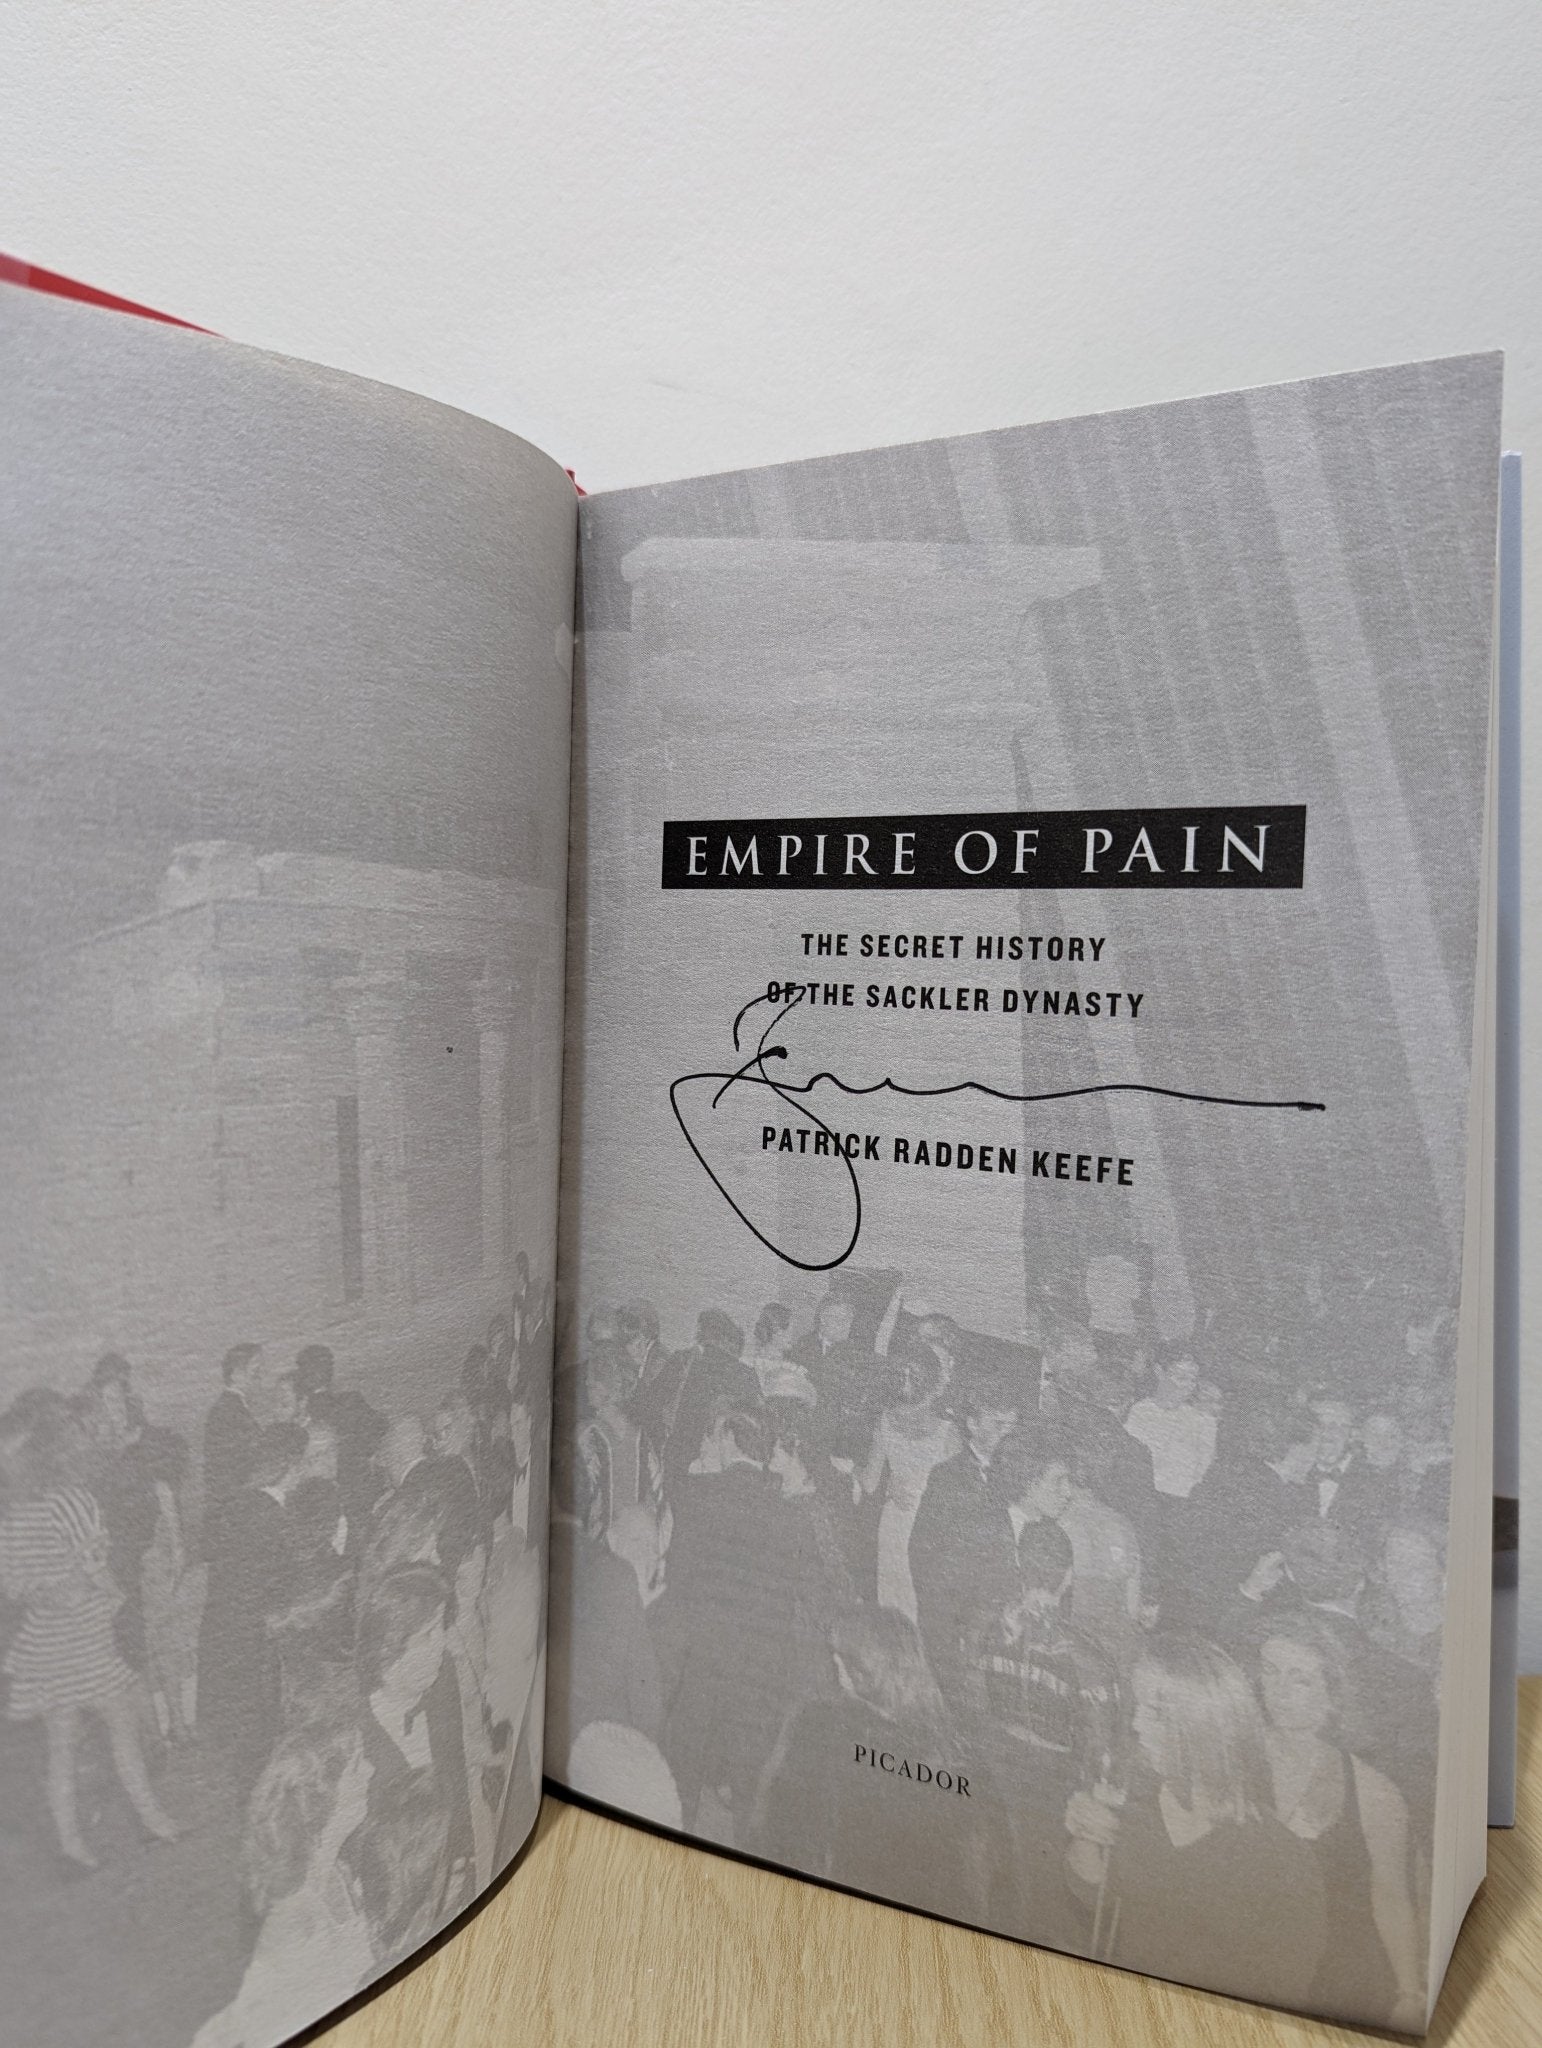 EMPIRE OF PAIN
THE SECRET HISTORY
OF THE SACKLER DYNASTY
PATRICK RADDEN KEEFE
PICADOR